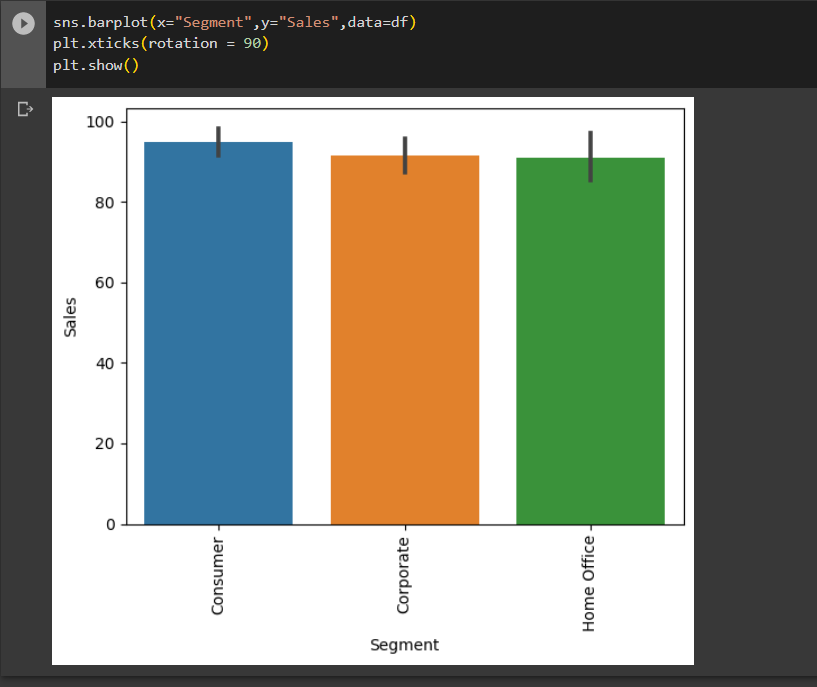 sns.barplot(x="Segment",y="Sales",data=df)
plt.xticks(rotation = 90)
plt.show()
100
80
60
40
20
0
Sales
Consumer
Corporate
Home Office
Segment